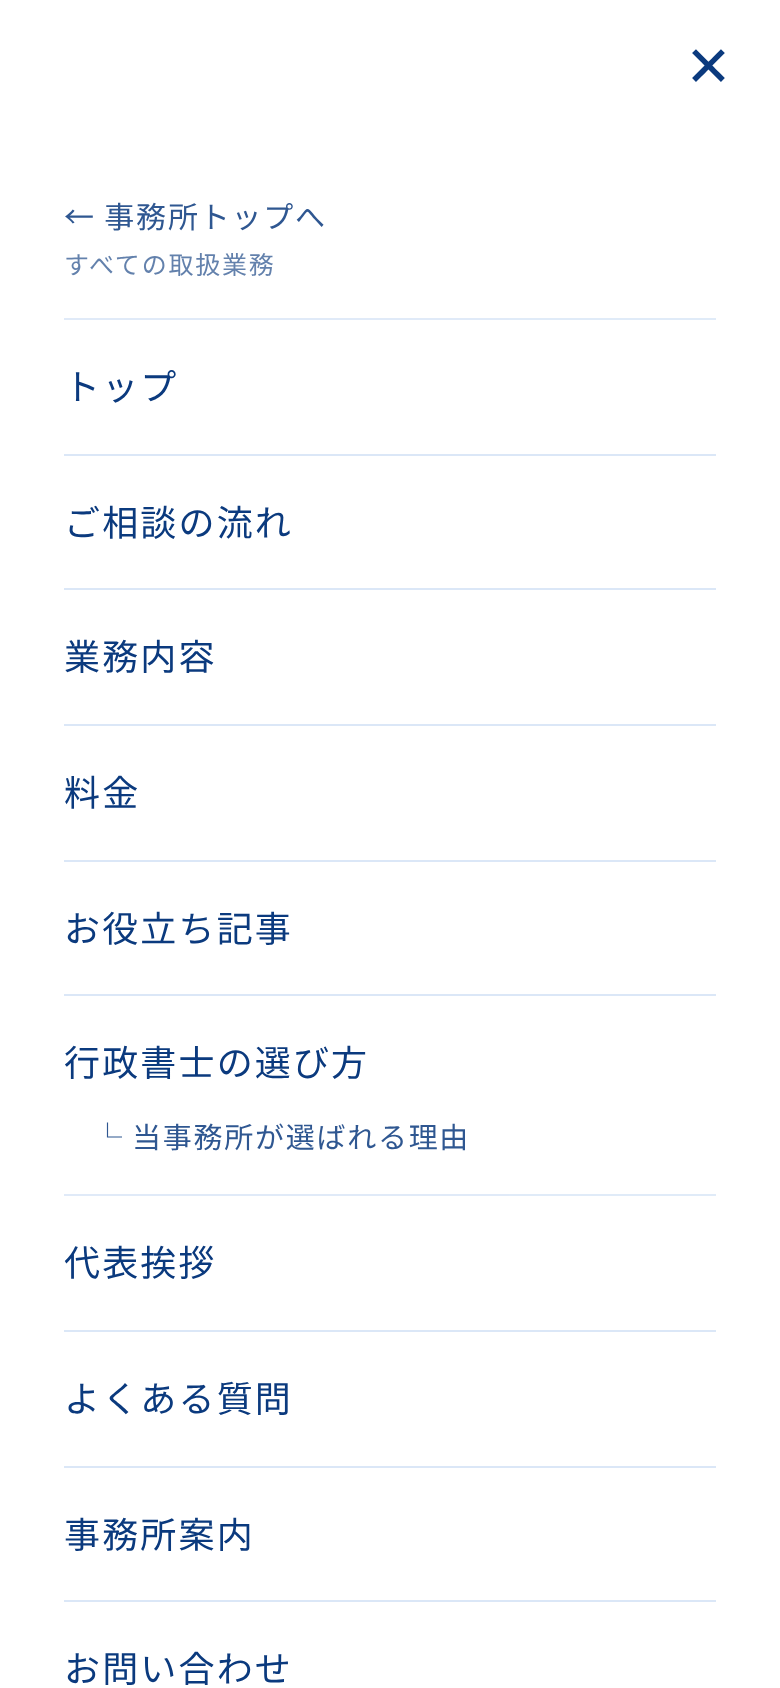 ← 事務所トップへ
すべての取扱業務
トップ
ご相談の流れ
業務内容
料金
お役立ち記事
行政書士の選び方
└ 当事務所が選ばれる理由
代表挨拶
よくある質問
事務所案内
お問い合わせ